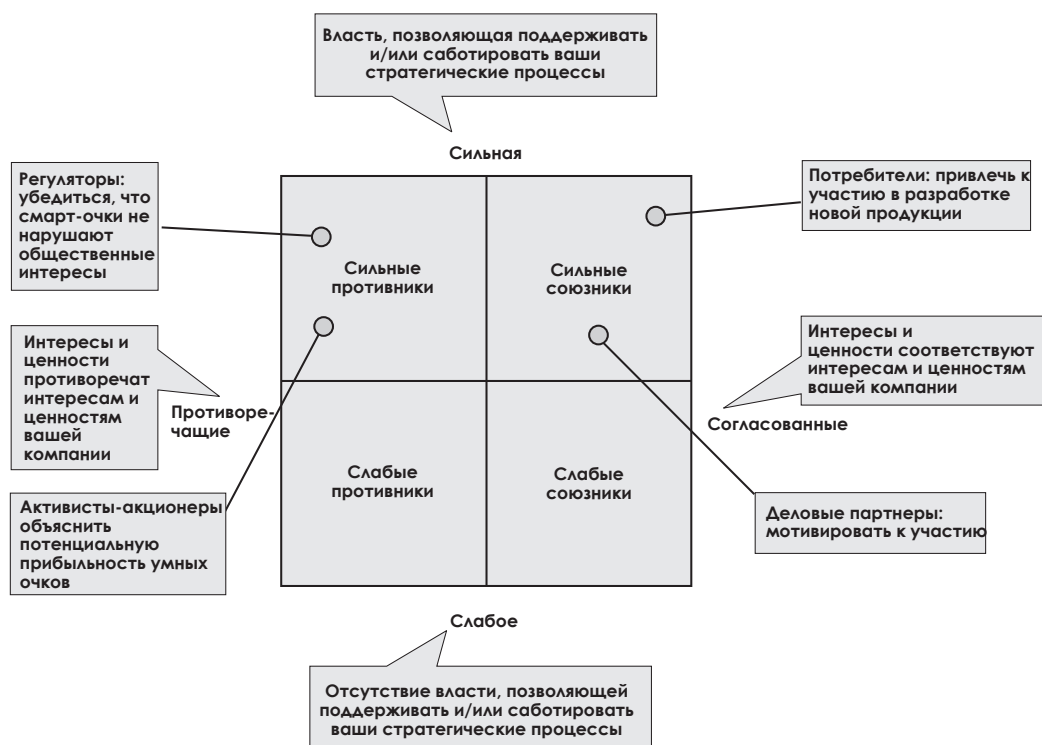 Власть, позволяющая поддерживать
и/или саботировать ваши
стратегические процессы
Сильная
Регуляторы:
убедиться, что
смарт-очки не
нарушают
общественные
интересы
Потребители: привлечь к
участию в разработке
новой продукции
Сильные
противники
Сильные
союзники
Интересы и
ценности
противоречат
интересам и
ценностям
вашей
компании
Интересы и
ценности соответствуют
интересам и ценностям
вашей компании
Противоре-
чащие
Согласованные
Слабые
противники
Слабые
союзники
Активисты-акционеры
объяснить
потенциальную
прибыльность умных
очков
Деловые партнеры:
мотивировать к участию
Слабое
Отсутствие власти, позволяющей
поддерживать и/или саботировать
ваши стратегические процессы